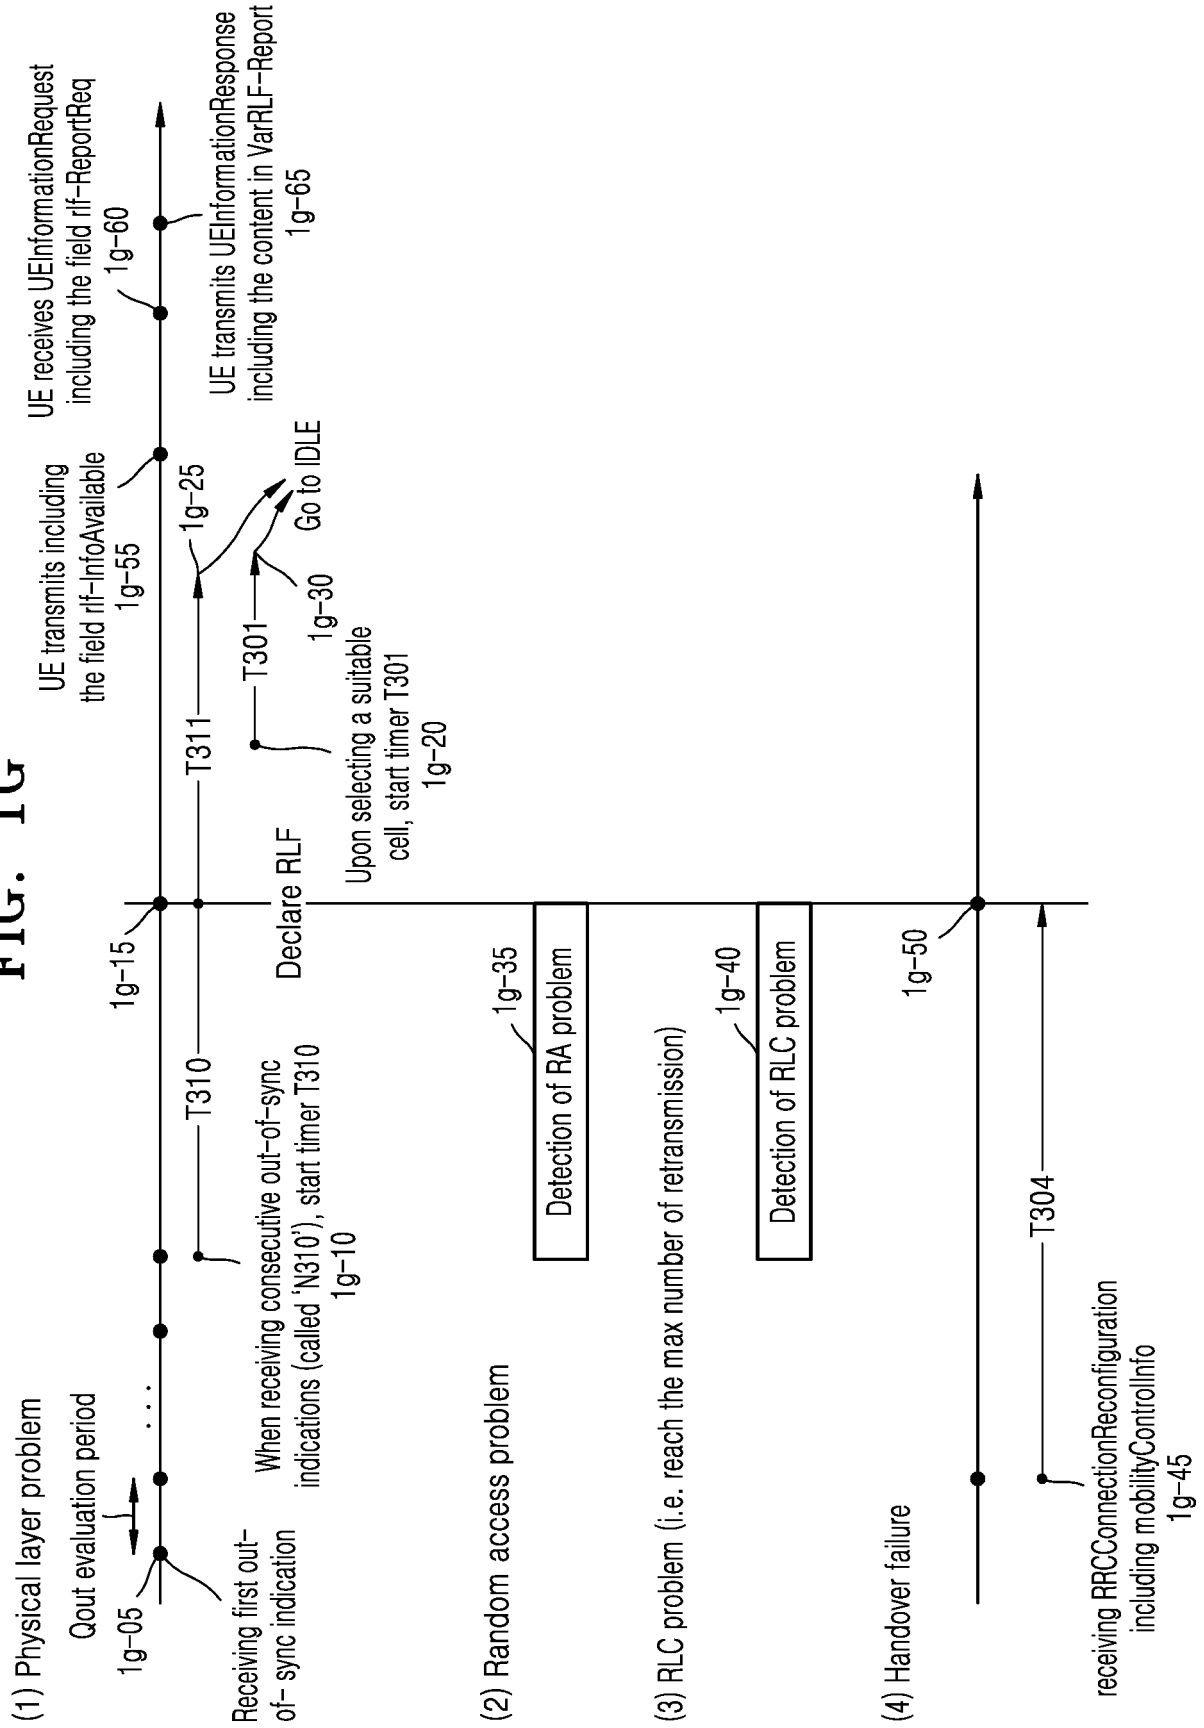 FIG. 1G
(1) Physical layer problem
Qout evaluation period
. . .
1g-05
Receiving first out-
of- sync indication
When receiving consecutive out-of-sync
indications (called 'N310'), start timer T310
1g-10
T310
1g-15
Declare RLF
T311
1g-25
T301
1g-30
Go to IDLE
Upon selecting a suitable
cell, start timer T301
1g-20
UE transmits including
the field rlf-InfoAvailable
1g-55
UE receives UEInformationRequest
including the field rlf-ReportReq
1g-60
UE transmits UEInformationResponse
including the content in VarRLF-Report
1g-65
(2) Random access problem
1g-35
Detection of RA problem
(3) RLC problem (i.e. reach the max number of retransmission)
1g-40
Detection of RLC problem
(4) Handover failure
1g-50
T304
receiving RRCConnectionReconfiguration
including mobilityControlInfo
1g-45